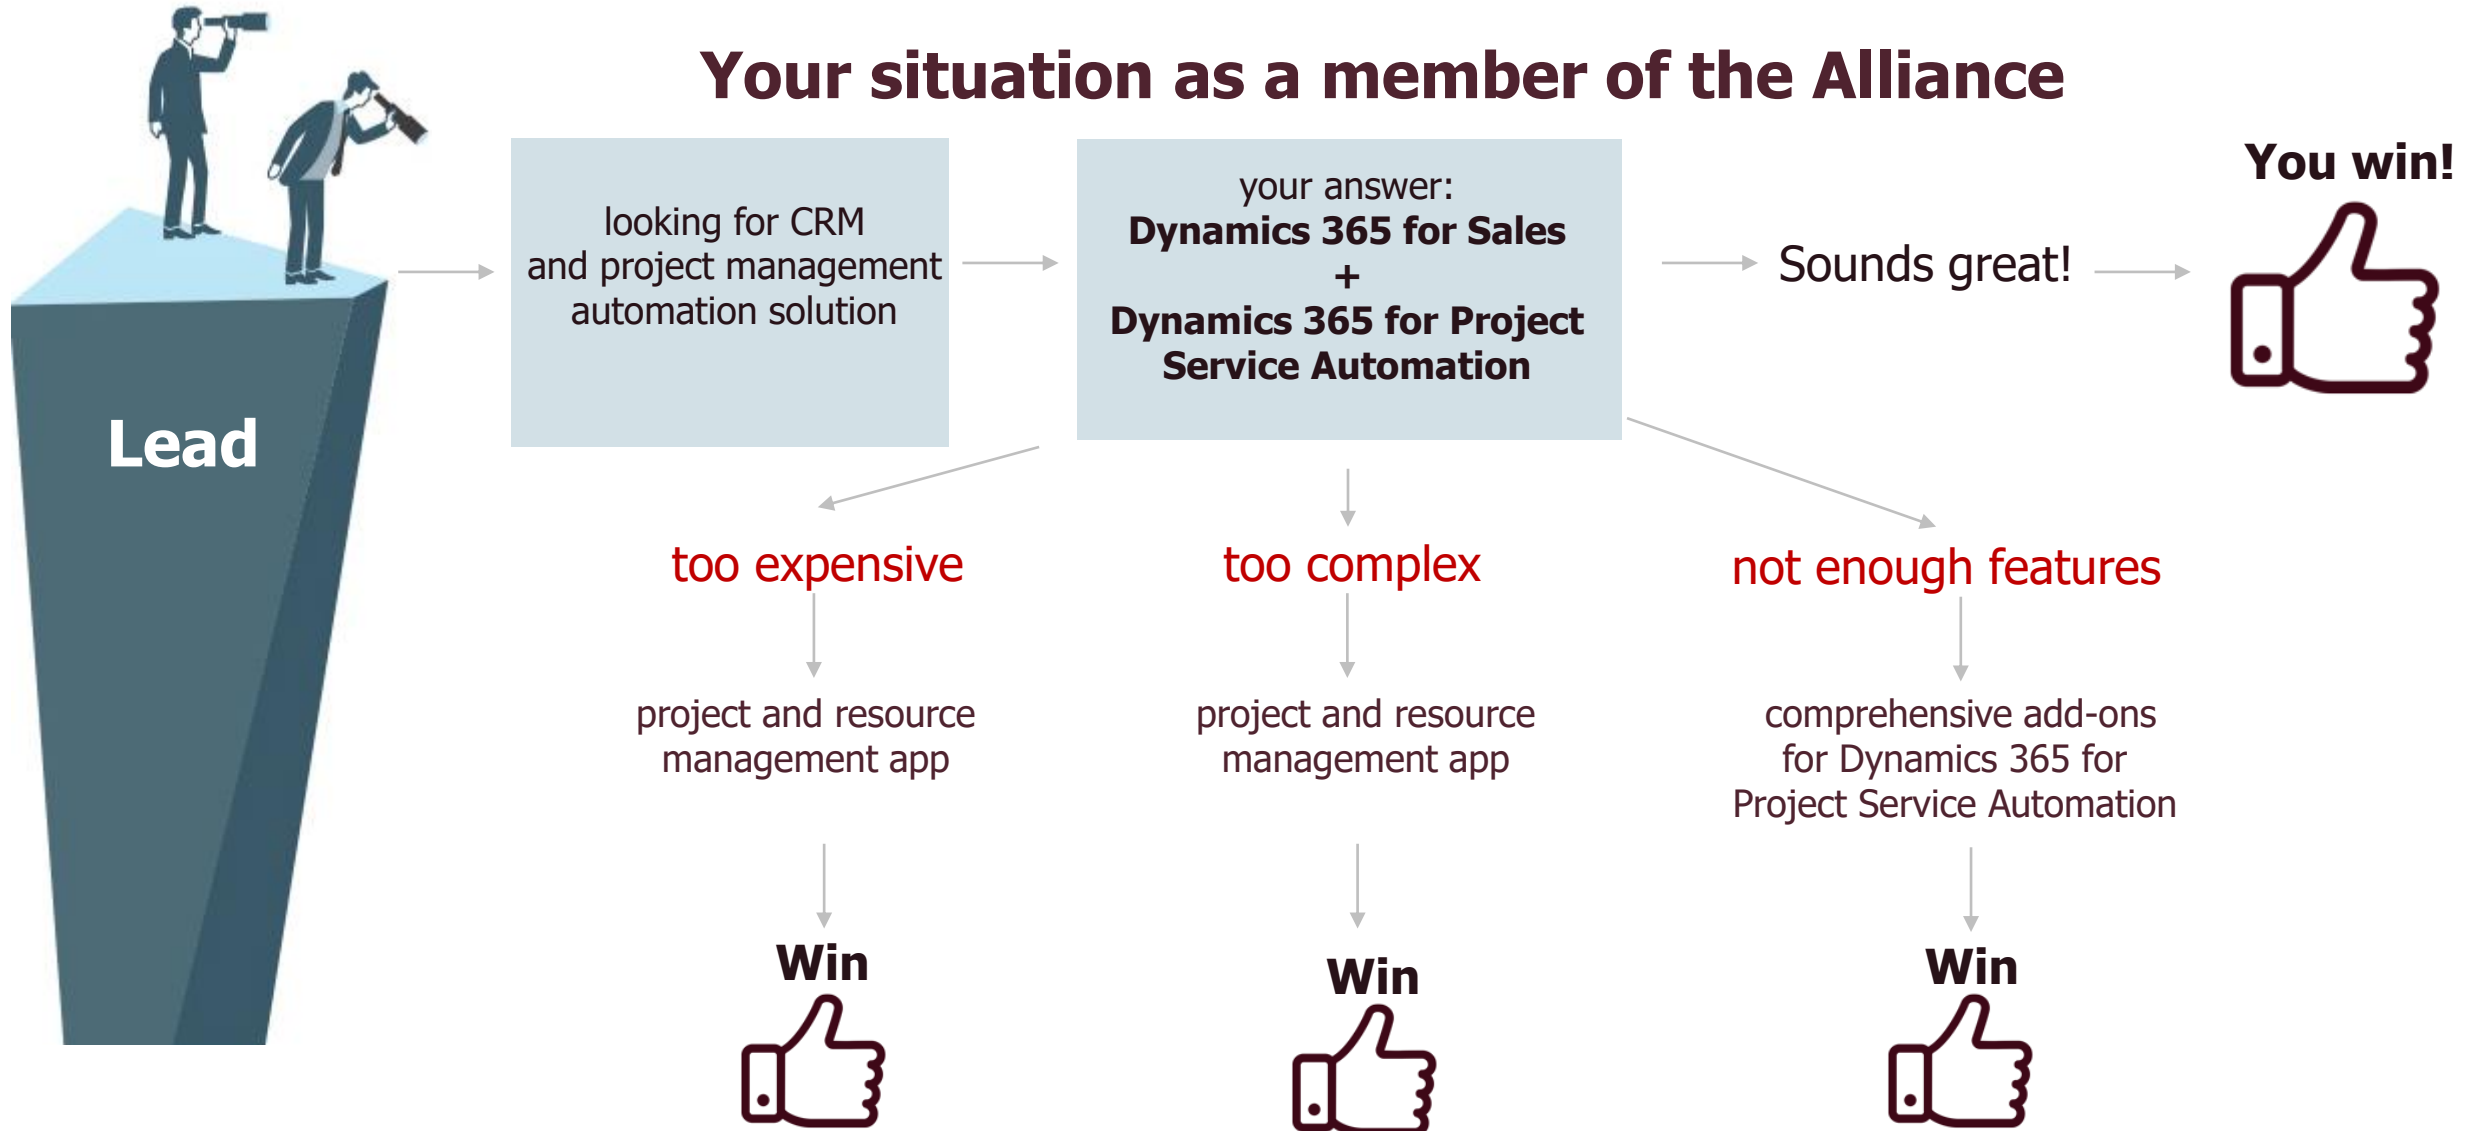 Your situation as a member of the Alliance
Lead
looking for CRM
and project management
automation solution
your answer:
Dynamics 365 for Sales
+
Dynamics 365 for Project
Service Automation
Sounds great!
You win!
too expensive
too complex
not enough features
project and resource
management app
project and resource
management app
comprehensive add-ons
for Dynamics 365 for
Project Service Automation
Win
Win
Win